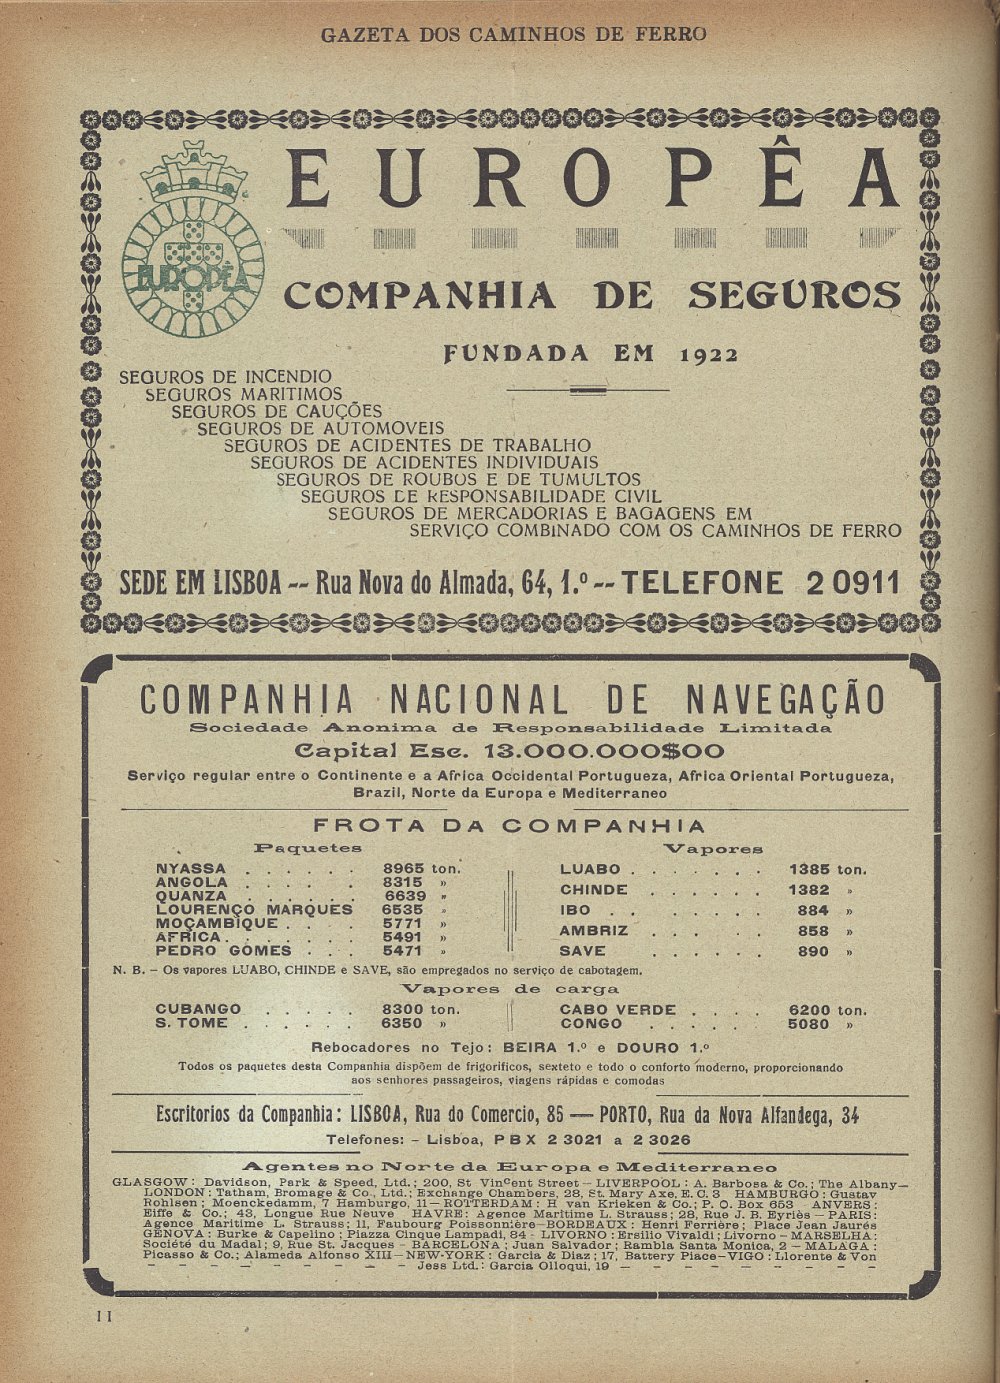 GAZETA DOS CAMINHOS DE FERRO
EUROPÊA
EUROPÊA
COMPANHIA DE SEGUROS
FUNDADA EM 1922
SEGUROS DE INCENDIO
SEGUROS MARITIMOS
SEGUROS DE CAUÇÕES
SEGUROS DE AUTOMOVEIS
SEGUROS DE ACIDENTES DE TRABALHO
SEGUROS DE ACIDENTES INDIVIDUAIS
SEGUROS DE ROUBOS E DE TUMULTOS
SEGUROS DE RESPONSABILIDADE CIVIL
SEGUROS DE MERCADORIAS E BAGAGENS EM
SERVIÇO COMBINADO COM OS CAMINHOS DE FERRO
SEDE EM LISBOA -- Rua Nova do Almada, 64, 1.º -- TELEFONE 2 0911
COMPANHIA NACIONAL DE NAVEGAÇÃO
Sociedade Anonima de Responsabilidade Limitada
Capital Esc. 13.000.000$00
Serviço regular entre o Continente e a Africa Occidental Portugueza, Africa Oriental Portugueza,
Brazil, Norte da Europa e Mediterraneo
FROTA DA COMPANHIA
Paquetes
NYASSA . . . . . . 8965 ton.
ANGOLA . . . . . 8315 »
QUANZA . . . . . . 6639 »
LOURENÇO MARQUES 6535 »
MOÇAMBIQUE . . . . 5771 »
AFRICA . . . . . . . 5491 »
PEDRO GOMES . . . 5471 »
Vapores
LUABO . . . . . . . 1385 ton.
CHINDE . . . . . . 1382 »
IBO . . . . . . . 884 »
AMBRIZ . . . . . . 858 »
SAVE . . . . . . 890 »
N. B. – Os vapores LUABO, CHINDE e SAVE, são empregados no serviço de cabotagem.
Vapores de carga
CUBANGO . . . . . 8300 ton.
S. TOME . . . . . . 6350 »
CABO VERDE . . . . 6200 ton.
CONGO . . . . . 5080 »
Rebocadores no Tejo: BEIRA 1.º e DOURO 1.º
Todos os paquetes desta Companhia dispõem de frigorificos, sexteto e todo o conforto moderno, proporcionando
aos senhores passageiros, viagens rápidas e comodas
Escritorios da Companhia: LISBOA, Rua do Comercio, 85 — PORTO, Rua da Nova Alfandega, 34
Telefones: – Lisboa, P B X 2 3021 a 2 3026
Agentes no Norte da Europa e Mediterraneo
GLASGOW: Davidson, Park & Speed, Ltd.; 200, St Vincent Street – LIVERPOOL: A. Barbosa & Co.; The Albany—
LONDON: Tatham, Bromage & Co., Ltd.; Exchange Chambers, 28, St. Mary Axe, E. C. 3 HAMBURGO: Gustav
Rohlsen; Moenckedamm, 7 Hamburgo, 11—ROTTERDAM: H van Krieken & Co.; P. O. Box 653 – ANVERS:
Eiffe & Co.; 43, Longue Rue Neuve HAVRE: Agence Maritime L. Strauss; 28, Rue J. B. Eyriès – PARIS:
Agence Maritime L. Strauss; 11, Faubourg Poissonnière—BORDEAUX: Henri Ferrière; Place Jean Jaurés
GENOVA: Burke & Capelino; Piazza Cinque Lampadi, 84 – LIVORNO: Ersilio Vivaldi; Livorno – MARSELHA:
Société du Madal; 9, Rue St. Jacques – BARCELONA; Juan Salvador; Rambla Santa Monica, 2 – MALAGA:
Picasso & Co.; Alameda Alfonso XIII—NEW-YORK: Garcia & Diaz; 17, Battery Place—VIGO: Llorente & Von
– – – – – – – – – – Jess Ltd.: Garcia Olloqui, 19 – – – – – – – – – –
II